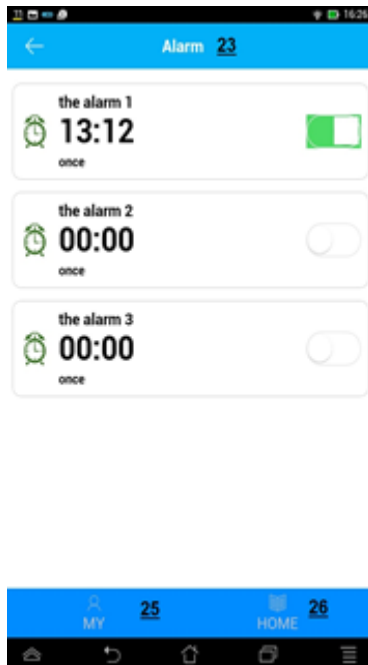 16:26
Alarm 23
the alarm 1
13:12
once
the alarm 2
00:00
once
the alarm 3
00:00
once
25 26
MY HOME